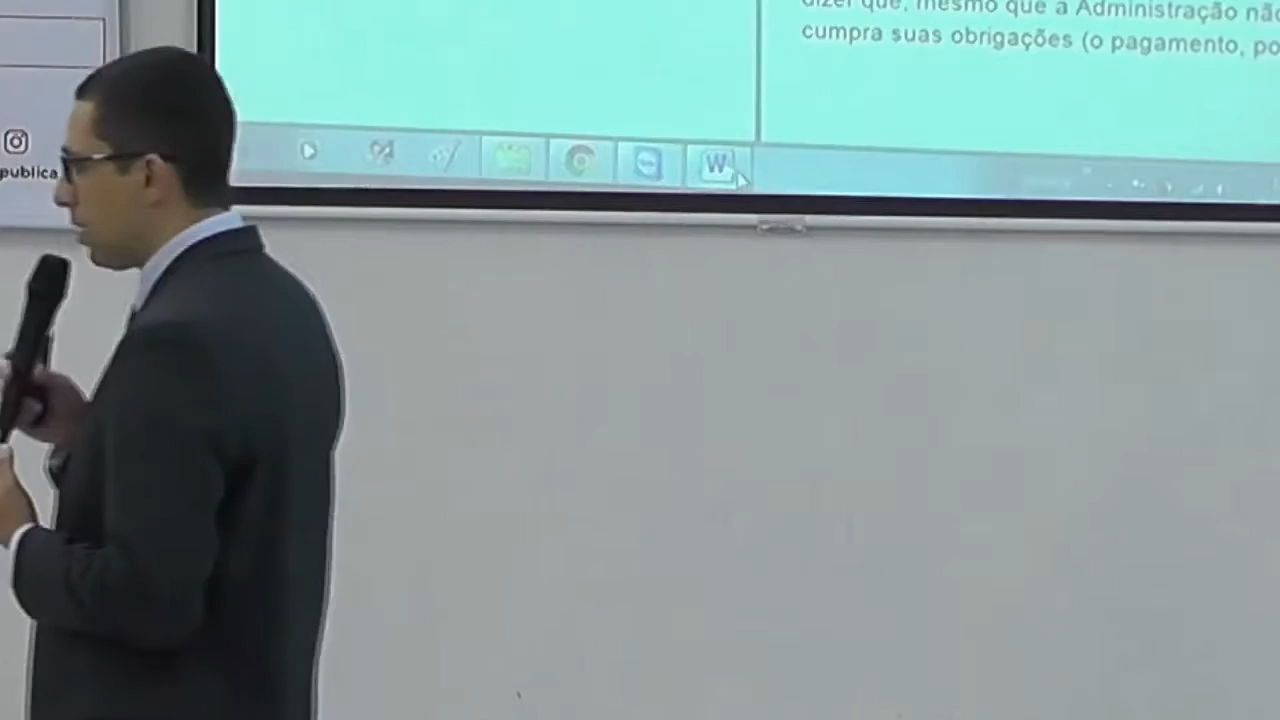 dizer que, mesmo que a Administração não
cumpra suas obrigações (o pagamento, po
publica
W